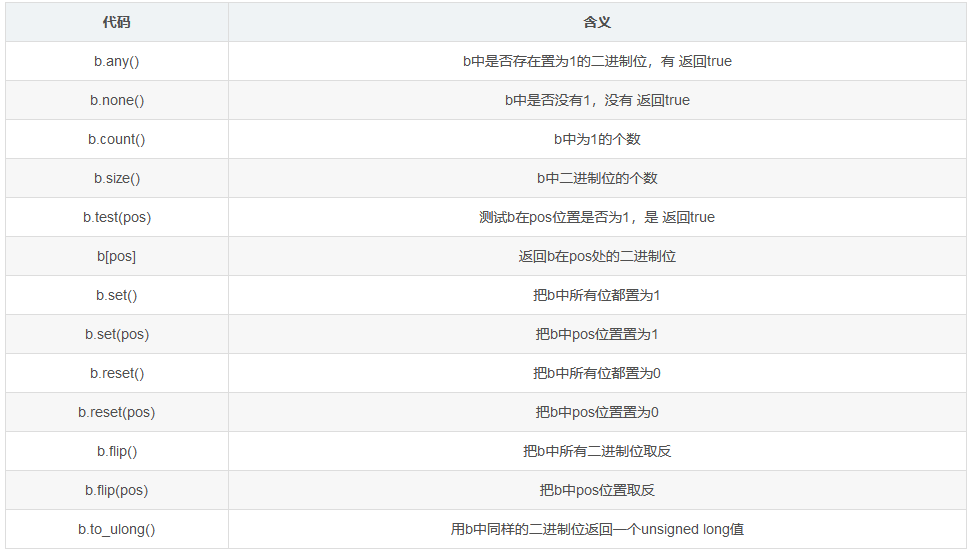 代码 含义
b.any() b中是否存在置为1的二进制位，有 返回true
b.none() b中是否没有1，没有 返回true
b.count() b中为1的个数
b.size() b中二进制位的个数
b.test(pos) 测试b在pos位置是否为1，是 返回true
b[pos] 返回b在pos处的二进制位
b.set() 把b中所有位都置为1
b.set(pos) 把b中pos位置置为1
b.reset() 把b中所有位都置为0
b.reset(pos) 把b中pos位置置为0
b.flip() 把b中所有二进制位取反
b.flip(pos) 把b中pos位置取反
b.to_ulong() 用b中同样的二进制位返回一个unsigned long值